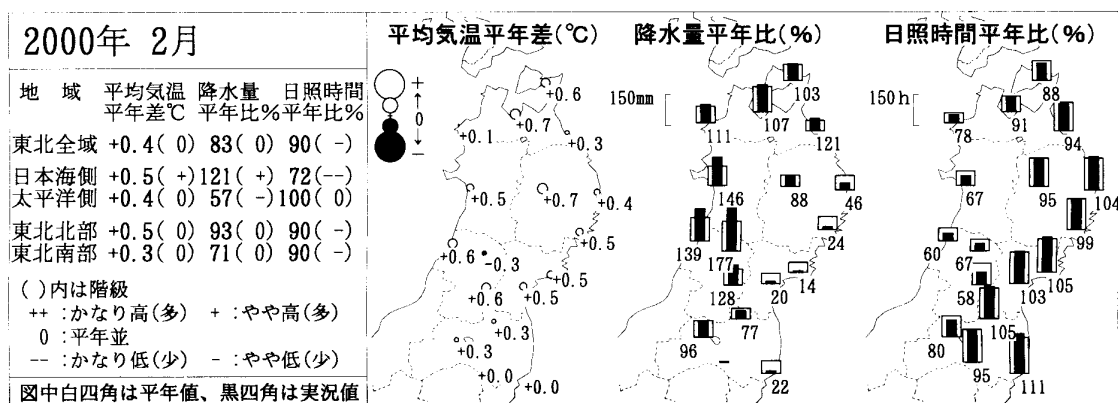 2000年 2月
地 域 平均気温 降水量 日照時間
平年差℃ 平年比% 平年比%
東北全域 +0.4( 0) 83( 0) 90( -)
日本海側 +0.5( +) 121( +) 72(--)
太平洋側 +0.4( 0) 57( -) 100( 0)
東北北部 +0.5( 0) 93( 0) 90( -)
東北南部 +0.3( 0) 71( 0) 90( -)
( )内は階級
++ :かなり高(多) + :やや高(多)
0 :平年並
-- :かなり低(少) - :やや低(少)
図中白四角は平年値、黒四角は実況値
平均気温平年差(℃)
+
0
-
+0.6
+0.7
+0.1
+0.3
+0.5
+0.7
+0.4
+0.5
+0.6
-0.3
+0.5
+0.6
+0.5
+0.3
+0.3
+0.0
+0.0
降水量平年比(%)
150mm
103
107
111
121
146
88
46
24
139
177
14
128
20
77
96
22
日照時間平年比(%)
150h
88
91
78
94
67
95
104
99
60
67
105
103
58
105
80
95
111